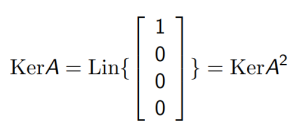 KerA = Lin{ [ 1 0 0 0 ] } = KerA²